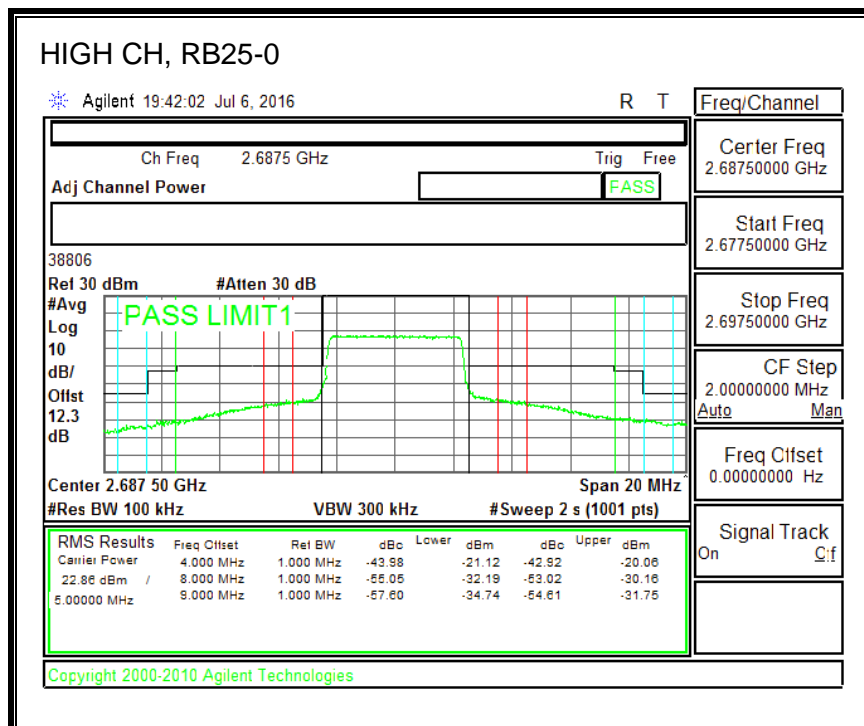 HIGH CH, RB25-0
Agilent 19:42:02 Jul 6, 2016 R T
Freq/Channel
Ch Freq 2.6875 GHz Trig Free
Adj Channel Power PASS
Center Freq
2.68750000 GHz
Start Freq
2.67750000 GHz
Stop Freq
2.69750000 GHz
CF Step
2.00000000 MHz
Auto Man
Freq Offset
0.00000000 Hz
Signal Track
On Off
38806
Ref 30 dBm #Atten 30 dB
#Avg
Log
10
dB/
Offst
12.3
dB
PASS LIMIT1
Center 2.687 50 GHz Span 20 MHz
#Res BW 100 kHz VBW 300 kHz #Sweep 2 s (1001 pts)
RMS Results Freq Offset Ref BW dBc Lower dBm dBc Upper dBm
Carrier Power 4.000 MHz 1.000 MHz -43.98 -21.12 -42.92 -20.06
22.86 dBm / 8.000 MHz 1.000 MHz -55.05 -32.19 -53.02 -30.16
5.00000 MHz 9.000 MHz 1.000 MHz -57.60 -34.74 -54.61 -31.75
Copyright 2000-2010 Agilent Technologies